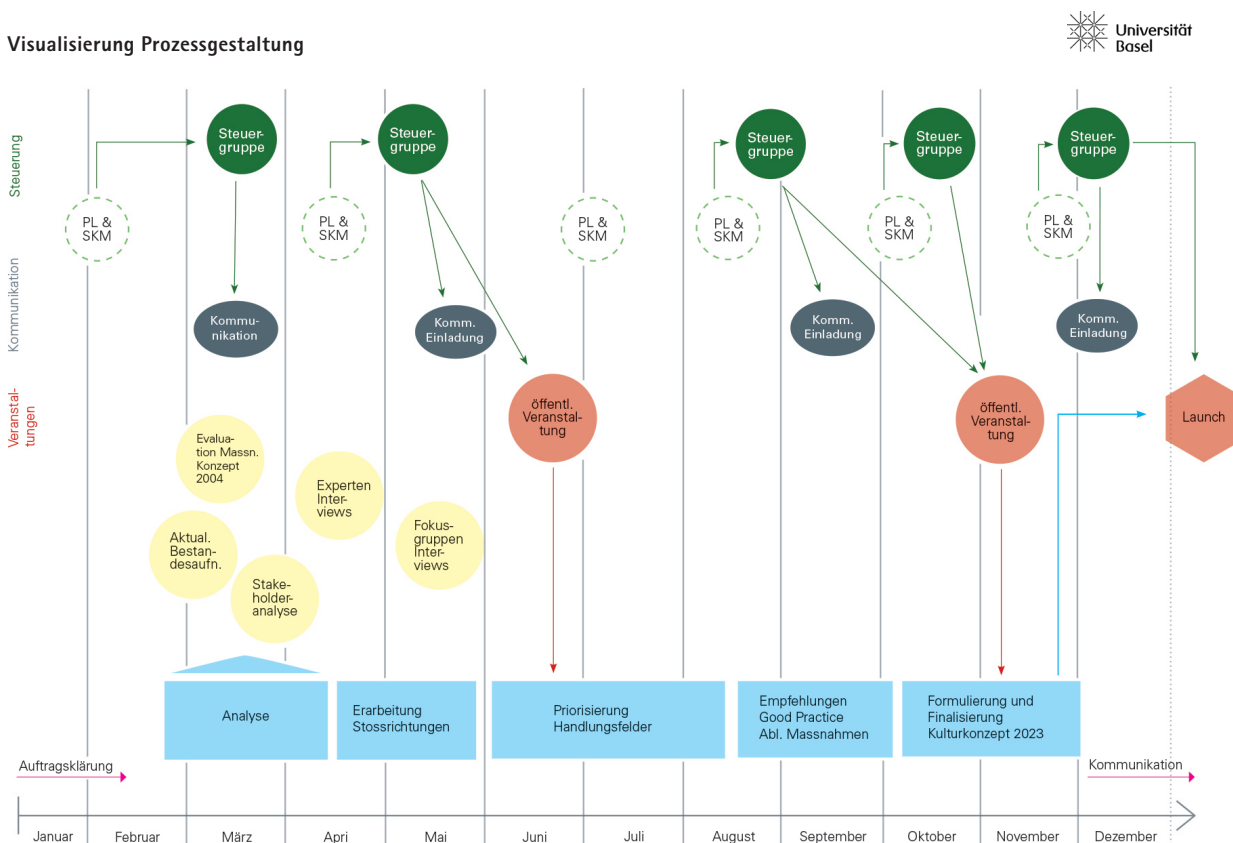 Visualisierung Prozessgestaltung
Universität
Basel
Steuerung
Steuer-
gruppe
Steuer-
gruppe
Steuer-
gruppe
Steuer-
gruppe
Steuer-
gruppe
PL &
SKM
PL &
SKM
PL &
SKM
PL &
SKM
PL &
SKM
PL &
SKM
Kommunikation
Kommu-
nikation
Komm.
Einladung
Komm.
Einladung
Komm.
Einladung
Veranstal-
tungen
öffentl.
Veranstal-
tung
öffentl.
Veranstal-
tung
Launch
Evalua-
tion Massn.
Konzept
2004
Experten
Inter-
views
Fokus-
gruppen
Inter-
views
Aktual.
Bestan-
desaufn.
Stake-
holder-
analyse
Analyse
Erarbeitung
Stossrichtungen
Priorisierung
Handlungsfelder
Empfehlungen
Good Practice
Abl. Massnahmen
Formulierung und
Finalisierung
Kulturkonzept 2023
Auftragsklärung
Kommunikation
Januar
Februar
März
Apri
Mai
Juni
Juli
August
September
Oktober
November
Dezember